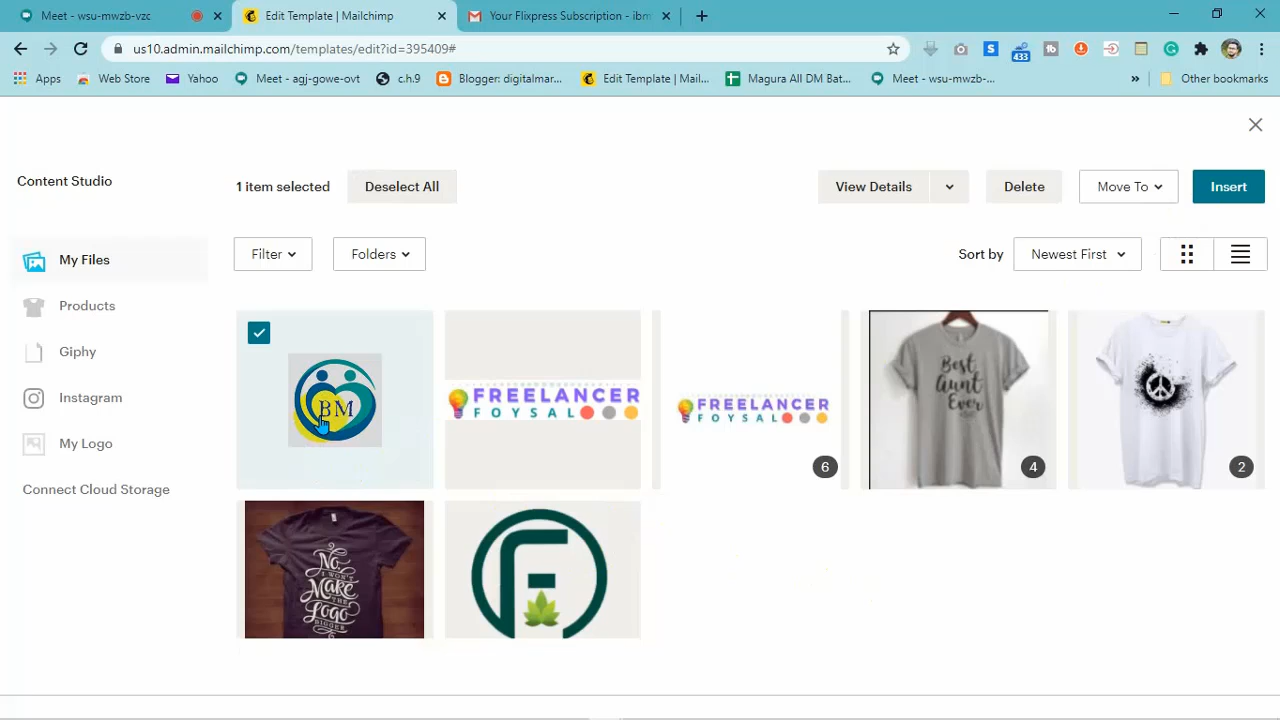 Meet - wsu-mwzb-vzc
Edit Template | Mailchimp
Your Flixpress Subscription - ibm
us10.admin.mailchimp.com/templates/edit?id=395409#
433
Apps
Web Store
Yahoo
Meet - agj-gowe-ovt
c.h.9
Blogger: digitalmar...
Edit Template | Mail...
Magura All DM Bat...
Meet - wsu-mwzb-...
»
Other bookmarks
Content Studio
1 item selected
Deselect All
View Details
Delete
Move To
Insert
My Files
Filter
Folders
Sort by
Newest First
Products
Giphy
Instagram
My Logo
Connect Cloud Storage
BM
FREELANCER
FOYSAL
FREELANCER
FOYSAL
6
Best
Aunt
Ever
4
2
No,
I WON'T
Make
THE
Logo
BIGGER
F